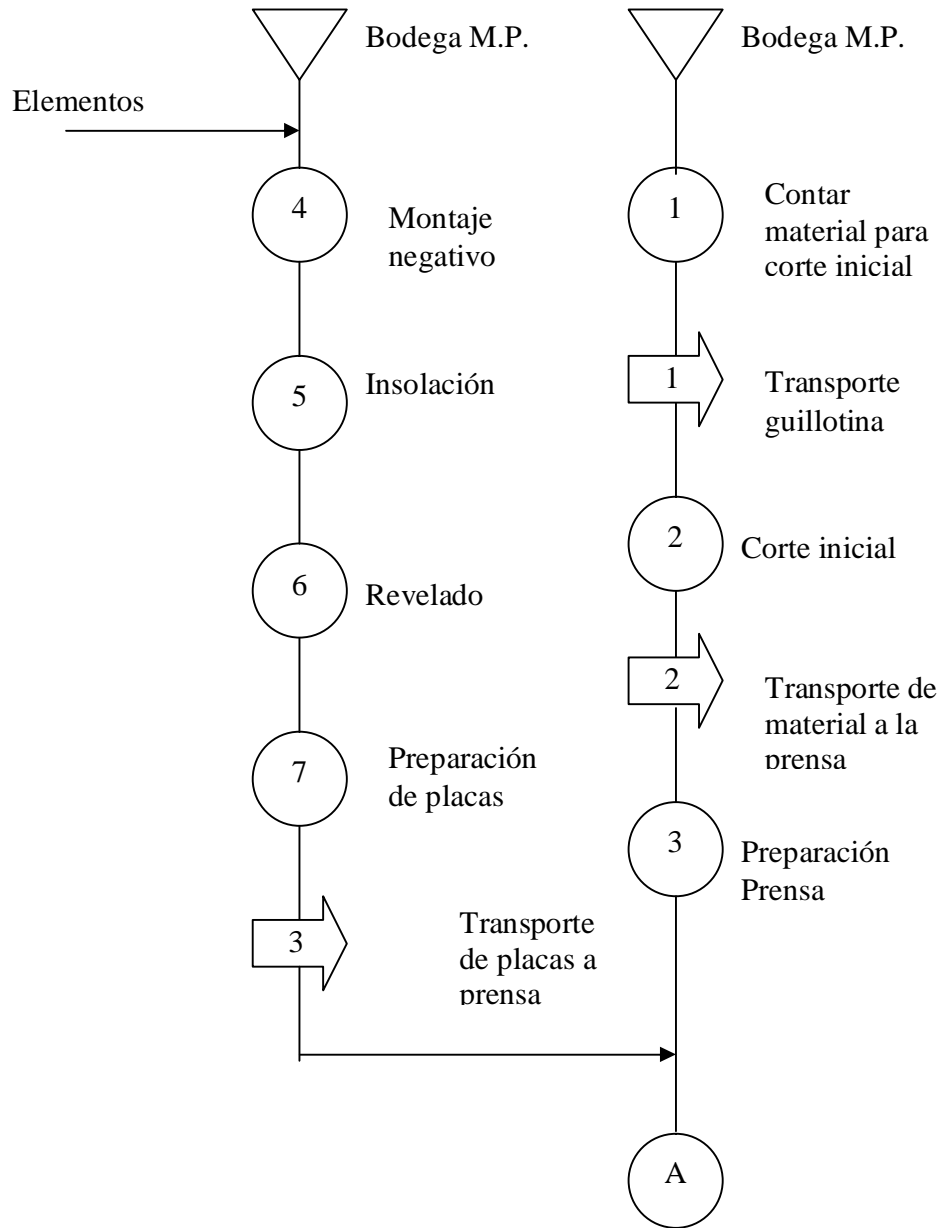 Bodega M.P.
Elementos
4
Montaje
negativo
5
Insolación
6
Revelado
7
Preparación
de placas
3
Transporte
de placas a
prensa
Bodega M.P.
1
Contar
material para
corte inicial
1
Transporte
guillotina
2
Corte inicial
2
Transporte de
material a la
prensa
3
Preparación
Prensa
A